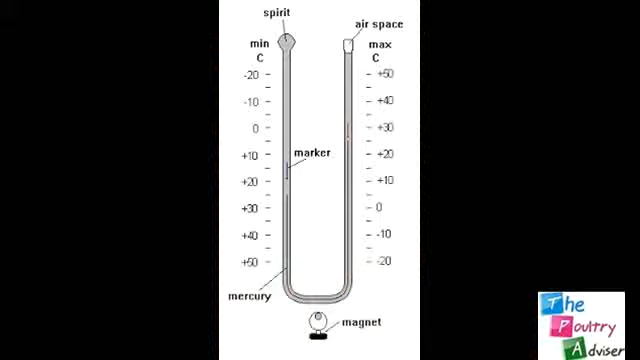 spirit
air space
min
max
C
C
-20
-10
0
+10
+20
+30
+40
+50
+50
+40
+30
+20
+10
0
-10
-20
marker
mercury
magnet
The
Poultry
Adviser